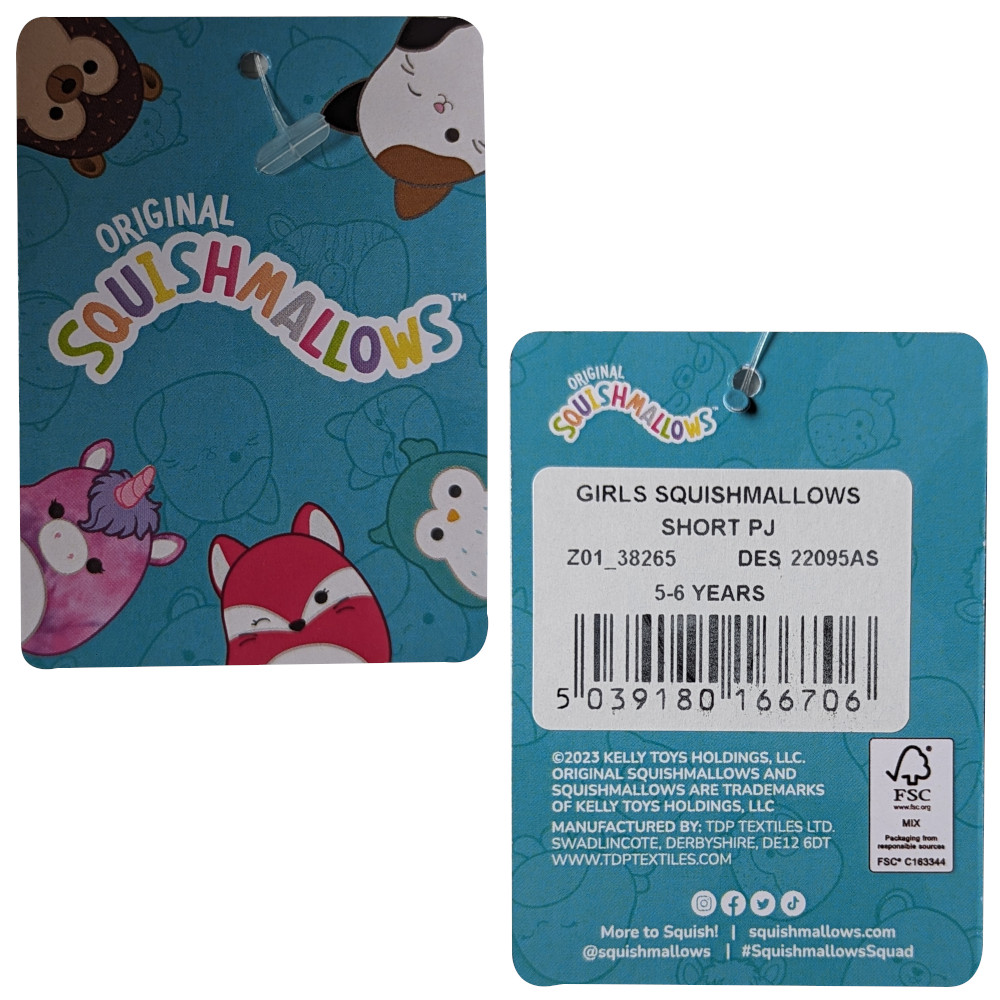 ORIGINAL
SQUISHMALLOWS™
ORIGINAL
SQUISHMALLOWS™
GIRLS SQUISHMALLOWS
SHORT PJ
Z01_38265 DES 22095AS
5-6 YEARS
5 039180 166706
©2023 KELLY TOYS HOLDINGS, LLC.
ORIGINAL SQUISHMALLOWS AND
SQUISHMALLOWS ARE TRADEMARKS
OF KELLY TOYS HOLDINGS, LLC
MANUFACTURED BY: TDP TEXTILES LTD.
SWADLINCOTE, DERBYSHIRE, DE12 6DT
WWW.TDPTEXTILES.COM
FSC
www.fsc.org
MIX
Packaging from
responsible sources
FSC® C163344
More to Squish! | squishmallows.com
@squishmallows | #SquishmallowsSquad